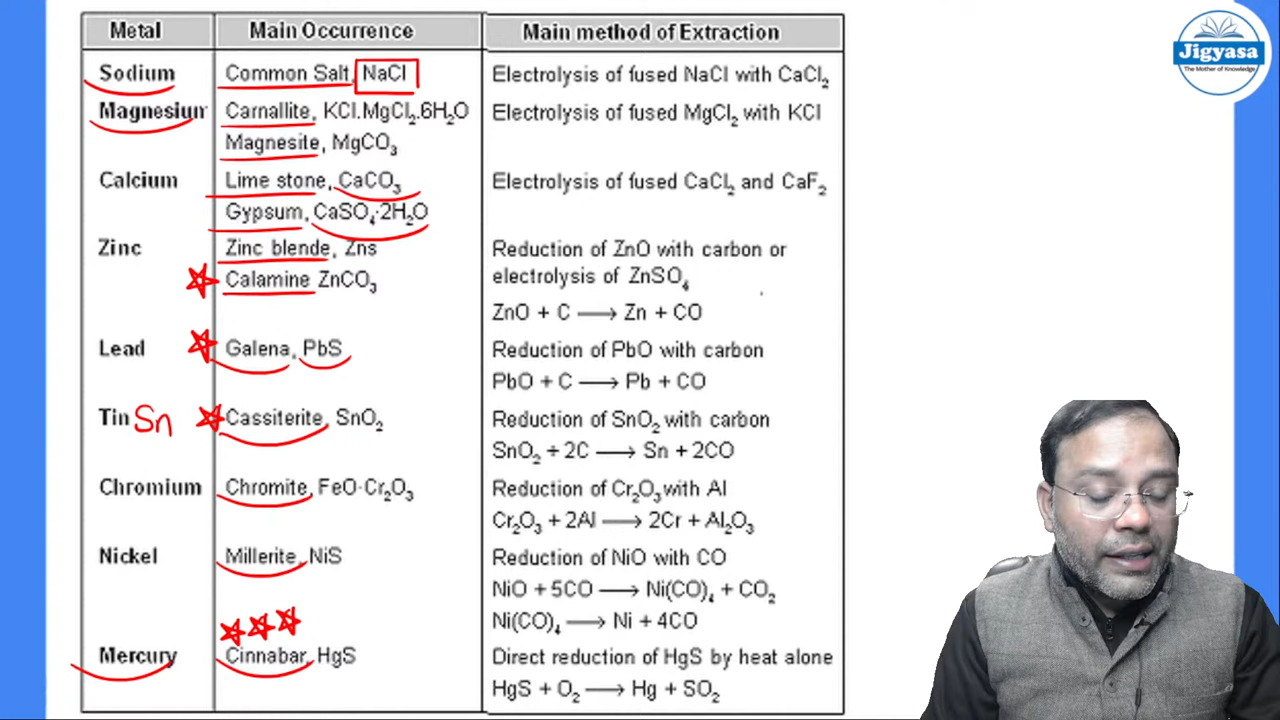 Metal Main Occurrence Main method of Extraction
Sodium Common Salt, NaCl Electrolysis of fused NaCl with CaCl₂
Magnesium Carnallite, KCl.MgCl₂.6H₂O Electrolysis of fused MgCl₂ with KCl
Magnesite, MgCO₃
Calcium Lime stone, CaCO₃ Electrolysis of fused CaCl₂ and CaF₂
Gypsum, CaSO₄·2H₂O
Zinc Zinc blende, Zns Reduction of ZnO with carbon or
Calamine ZnCO₃ electrolysis of ZnSO₄
ZnO + C ⟶ Zn + CO
Lead Galena, PbS Reduction of PbO with carbon
PbO + C ⟶ Pb + CO
Tin Sn Cassiterite, SnO₂ Reduction of SnO₂ with carbon
SnO₂ + 2C ⟶ Sn + 2CO
Chromium Chromite, FeO·Cr₂O₃ Reduction of Cr₂O₃ with Al
Cr₂O₃ + 2Al ⟶ 2Cr + Al₂O₃
Nickel Millerite, NiS Reduction of NiO with CO
NiO + 5CO ⟶ Ni(CO)₄ + CO₂
Ni(CO)₄ ⟶ Ni + 4CO
Mercury Cinnabar, HgS Direct reduction of HgS by heat alone
HgS + O₂ ⟶ Hg + SO₂
Jigyasa
The Mother of Knowledge